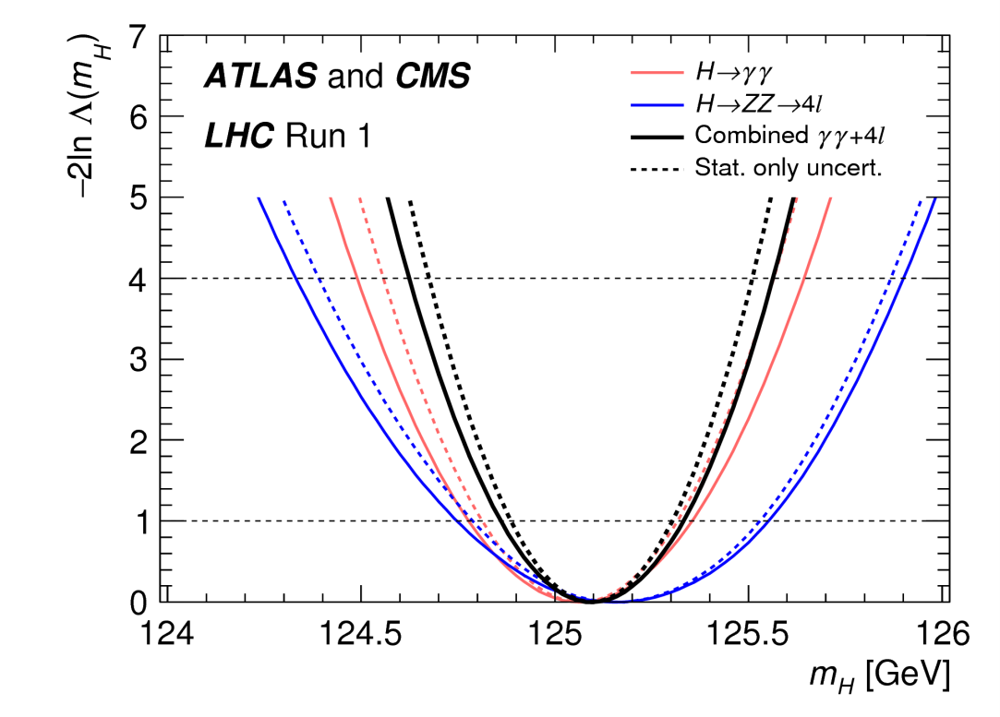 −2ln Λ(m_H)
7
6
5
4
3
2
1
0
ATLAS and CMS
LHC Run 1
H→γγ
H→ZZ→4l
Combined γγ+4l
Stat. only uncert.
124 124.5 125 125.5 126
m_H [GeV]